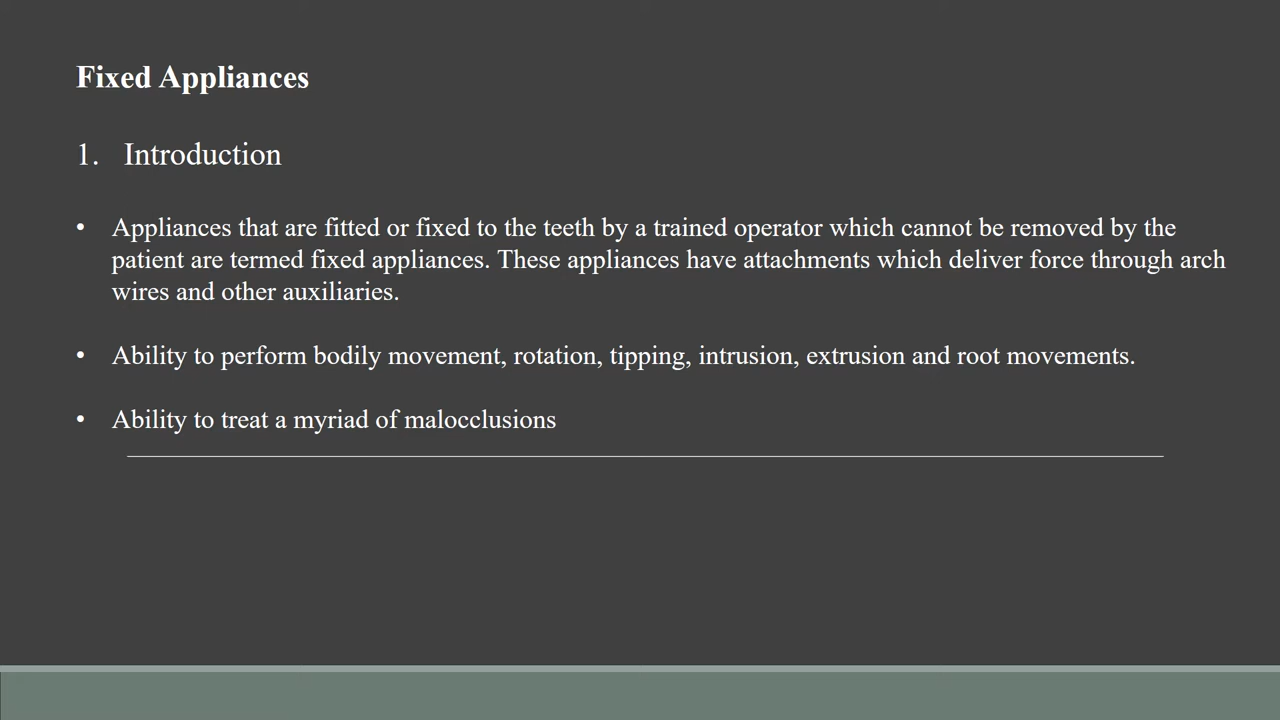 Fixed Appliances
1. Introduction
• Appliances that are fitted or fixed to the teeth by a trained operator which cannot be removed by the
patient are termed fixed appliances. These appliances have attachments which deliver force through arch
wires and other auxiliaries.
• Ability to perform bodily movement, rotation, tipping, intrusion, extrusion and root movements.
• Ability to treat a myriad of malocclusions